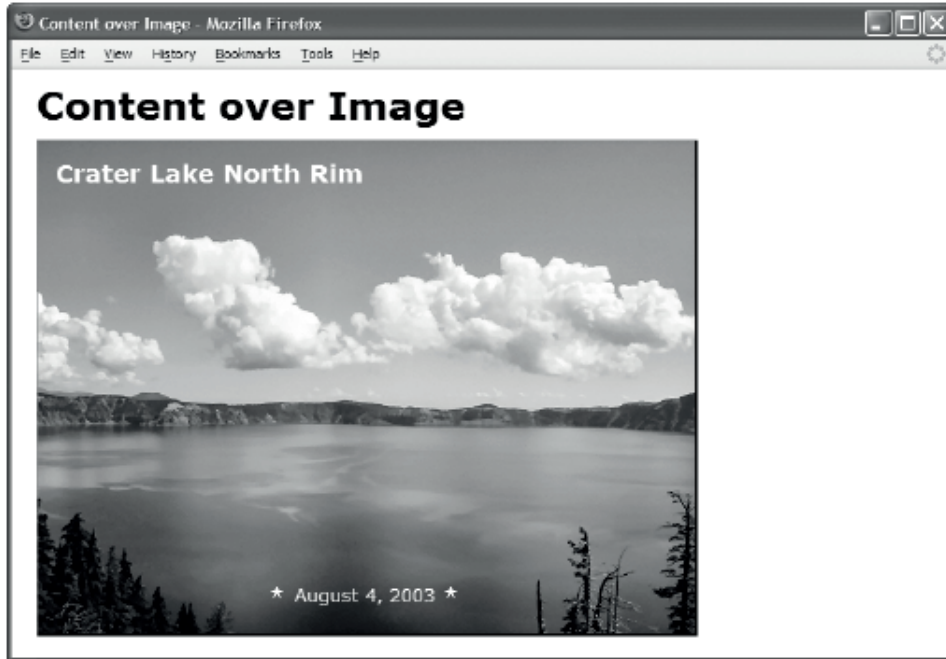 Content over Image - Mozilla Firefox
File Edit View History Bookmarks Tools Help
Content over Image
Crater Lake North Rim
* August 4, 2003 *